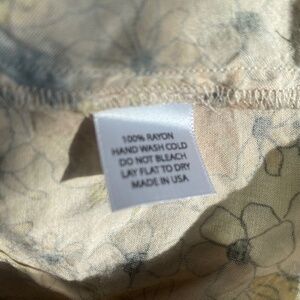 100% RAYON
HAND WASH COLD
DO NOT BLEACH
LAY FLAT TO DRY
MADE IN USA